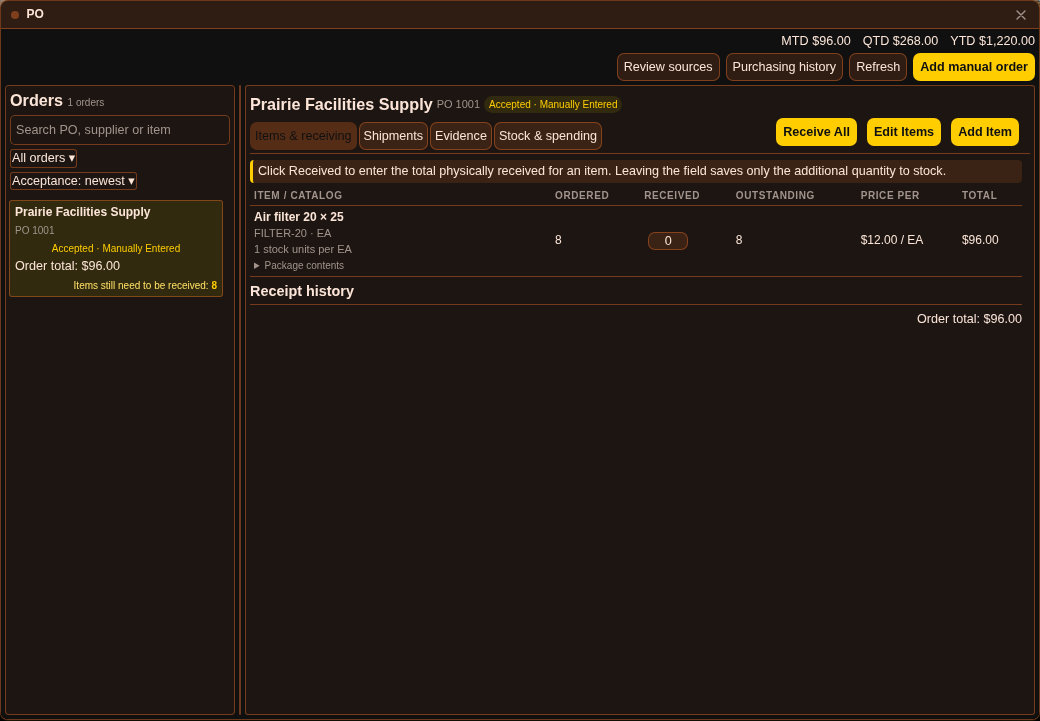 PO
MTD $96.00 QTD $268.00 YTD $1,220.00
Review sources Purchasing history Refresh Add manual order
Orders 1 orders
Search PO, supplier or item
All orders ▾
Acceptance: newest ▾
Prairie Facilities Supply
PO 1001
Accepted · Manually Entered
Order total: $96.00
Items still need to be received: 8
Prairie Facilities Supply PO 1001 Accepted · Manually Entered
Items & receiving Shipments Evidence Stock & spending Receive All Edit Items Add Item
Click Received to enter the total physically received for an item. Leaving the field saves only the additional quantity to stock.
ITEM / CATALOG ORDERED RECEIVED OUTSTANDING PRICE PER TOTAL
Air filter 20 × 25
FILTER-20 · EA
8 0 8 $12.00 / EA $96.00
1 stock units per EA
▶ Package contents
Receipt history
Order total: $96.00